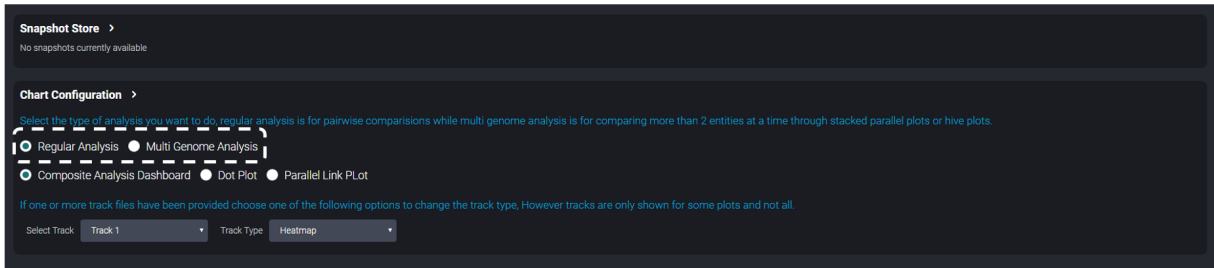 Snapshot Store >
No snapshots currently available
Chart Configuration >
Select the type of analysis you want to do, regular analysis is for pairwise comparisions while multi genome analysis is for comparing more than 2 entities at a time through stacked parallel plots or hive plots.
Regular Analysis Multi Genome Analysis
Composite Analysis Dashboard Dot Plot Parallel Link PLot
If one or more track files have been provided choose one of the following options to change the track type, However tracks are only shown for some plots and not all.
Select Track Track 1 Track Type Heatmap